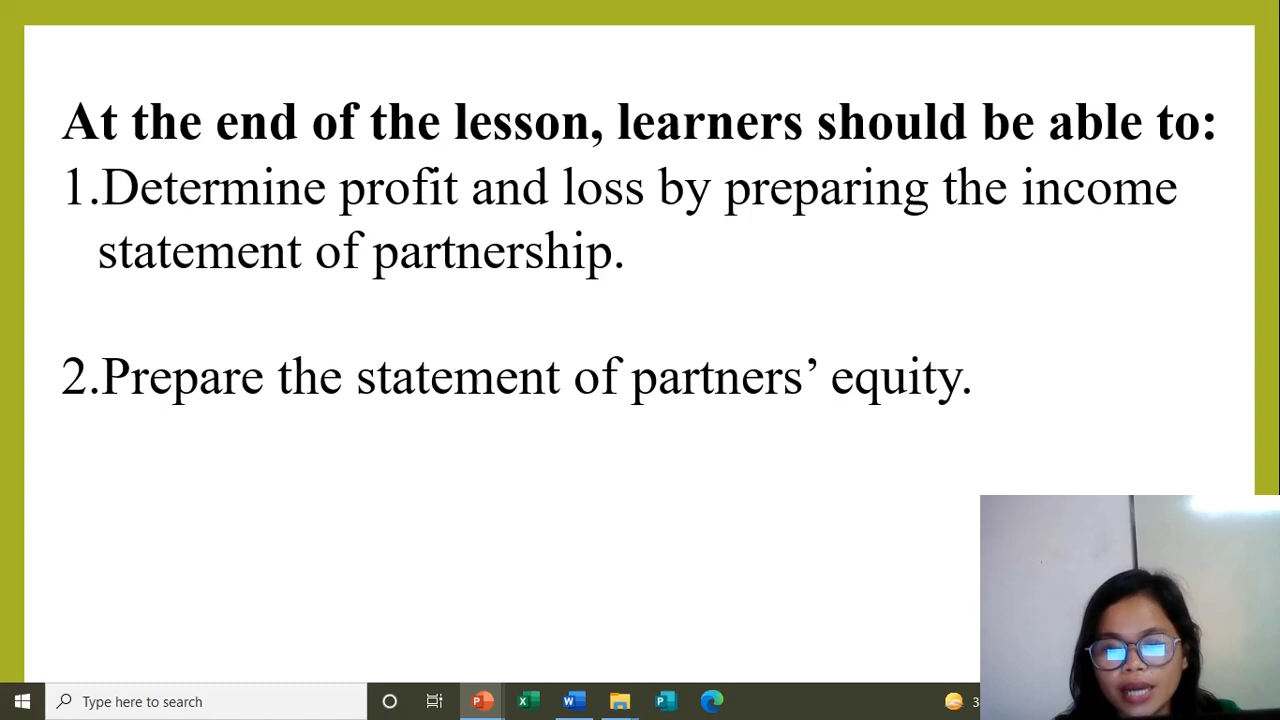 At the end of the lesson, learners should be able to:
1.Determine profit and loss by preparing the income
statement of partnership.
2.Prepare the statement of partners’ equity.
Type here to search
3